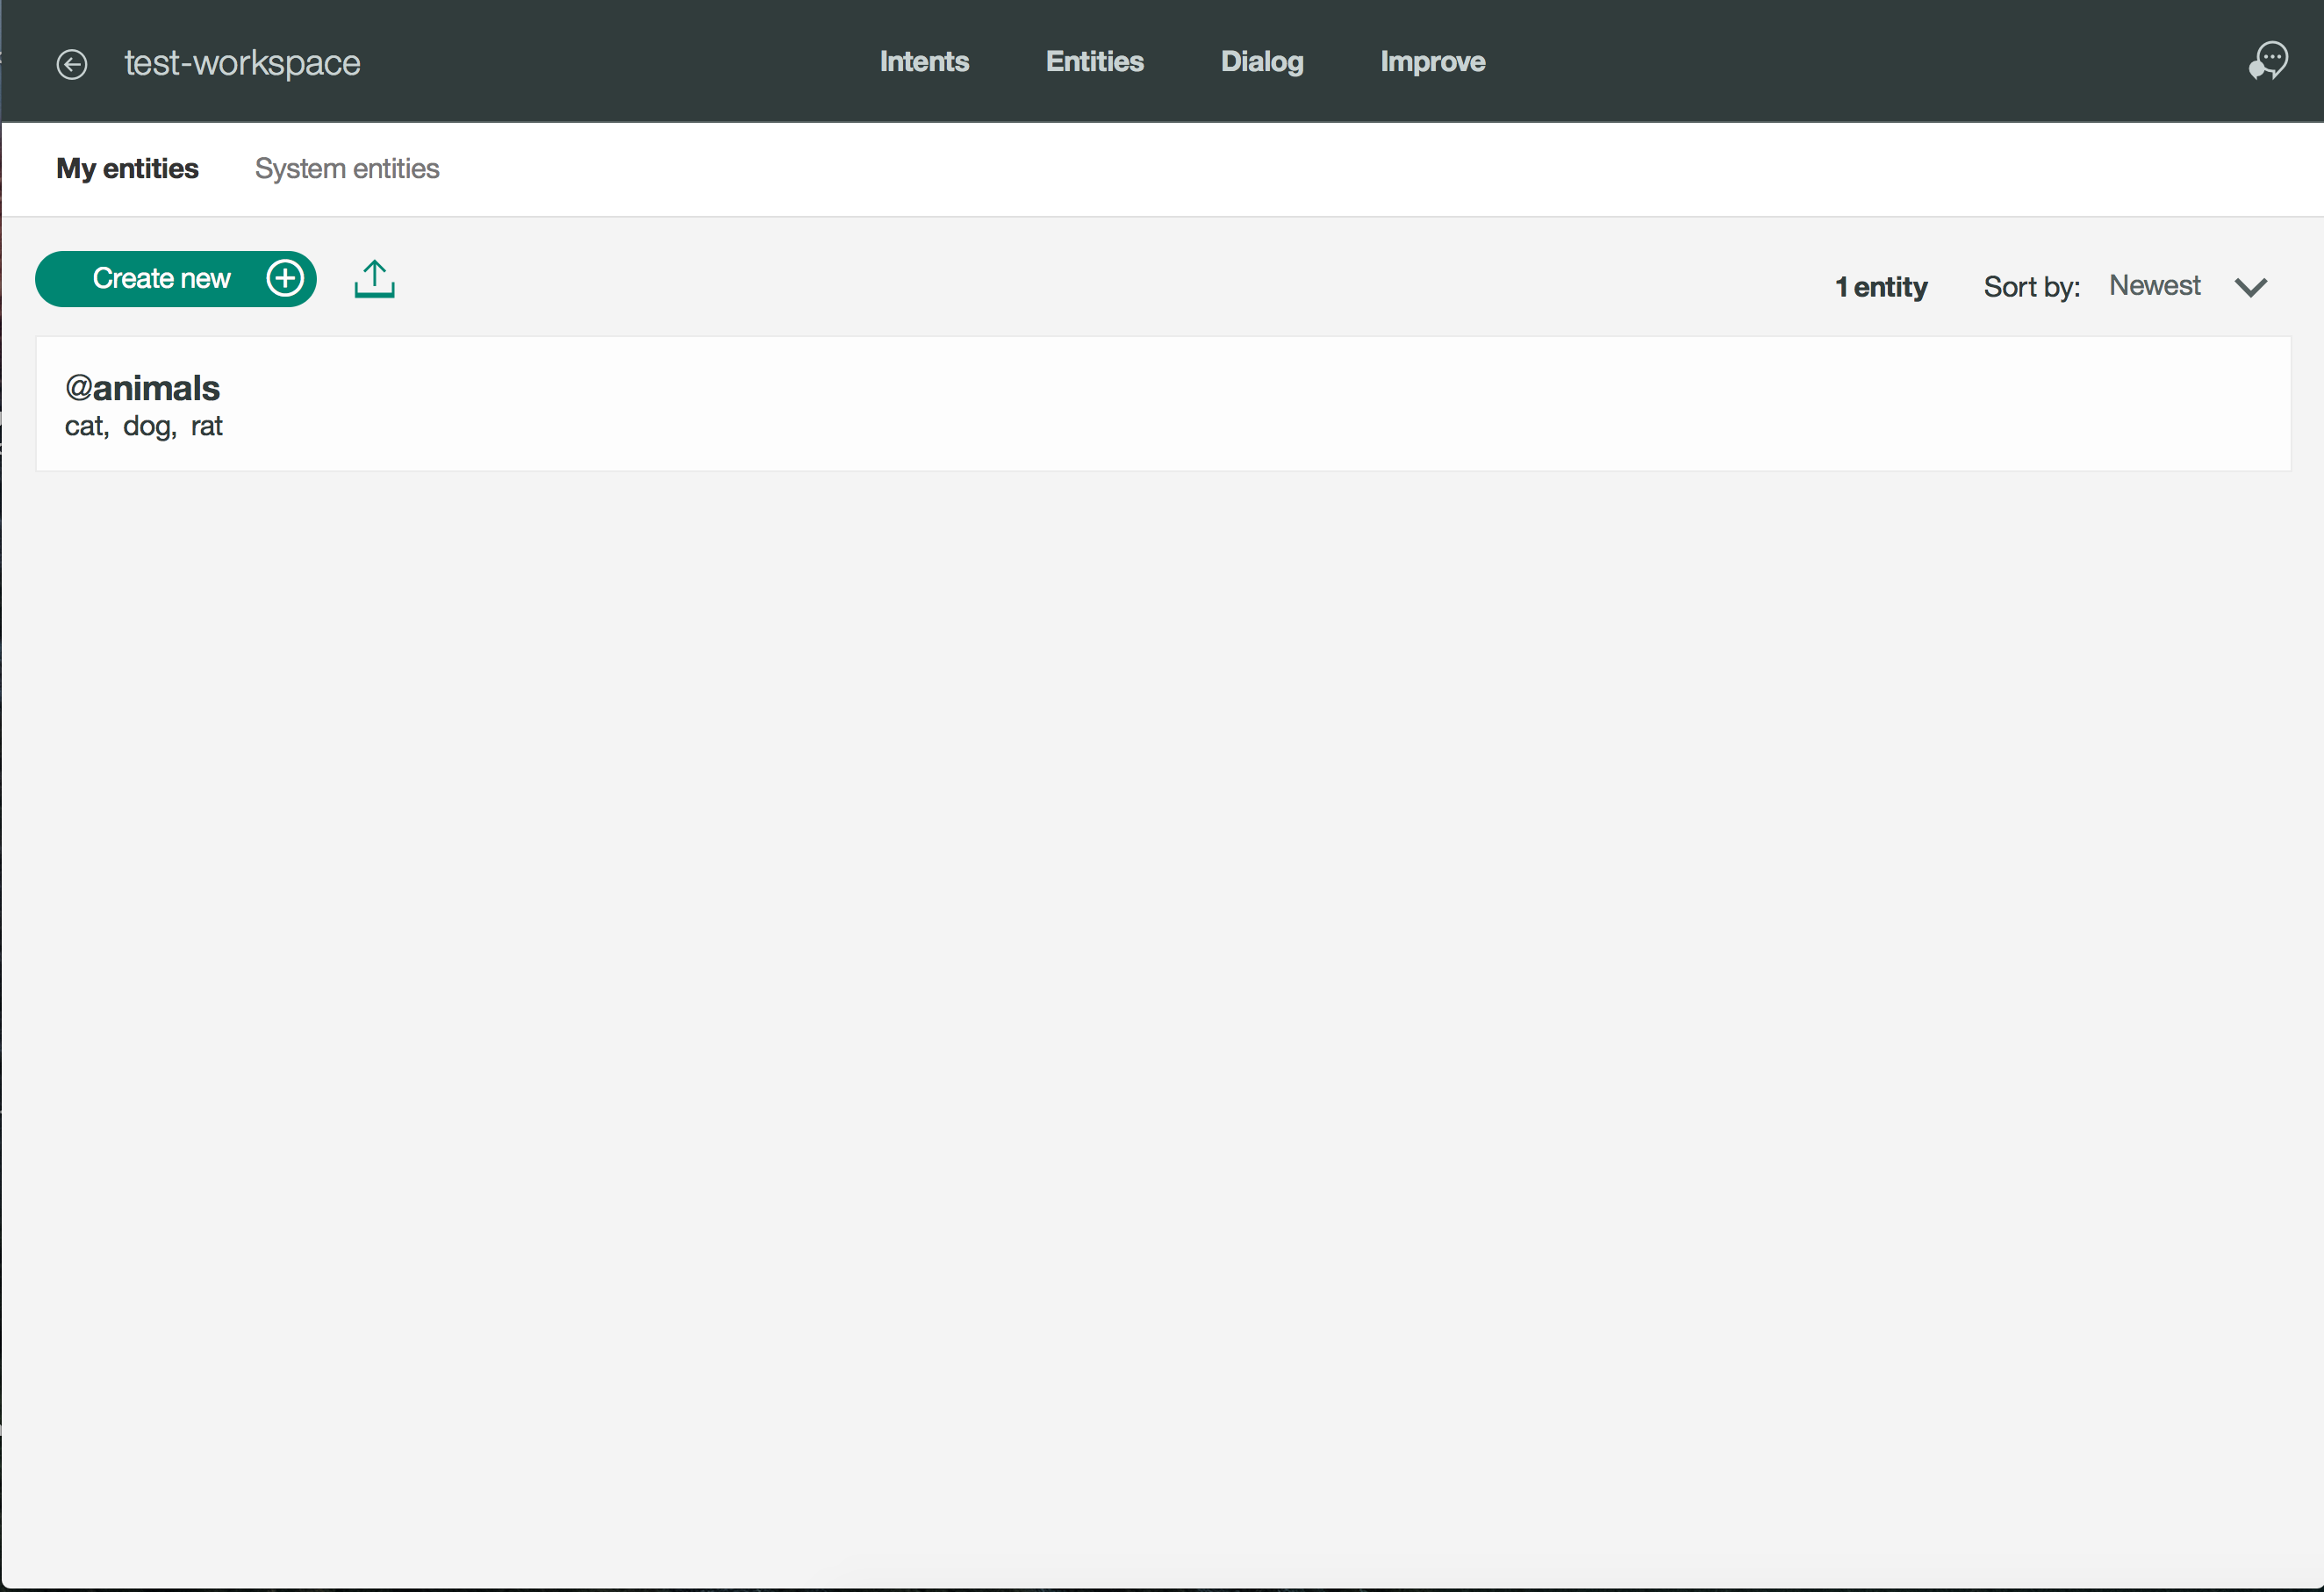 test-workspace Intents Entities Dialog Improve
My entities System entities
Create new 1 entity Sort by: Newest
@animals
cat, dog, rat